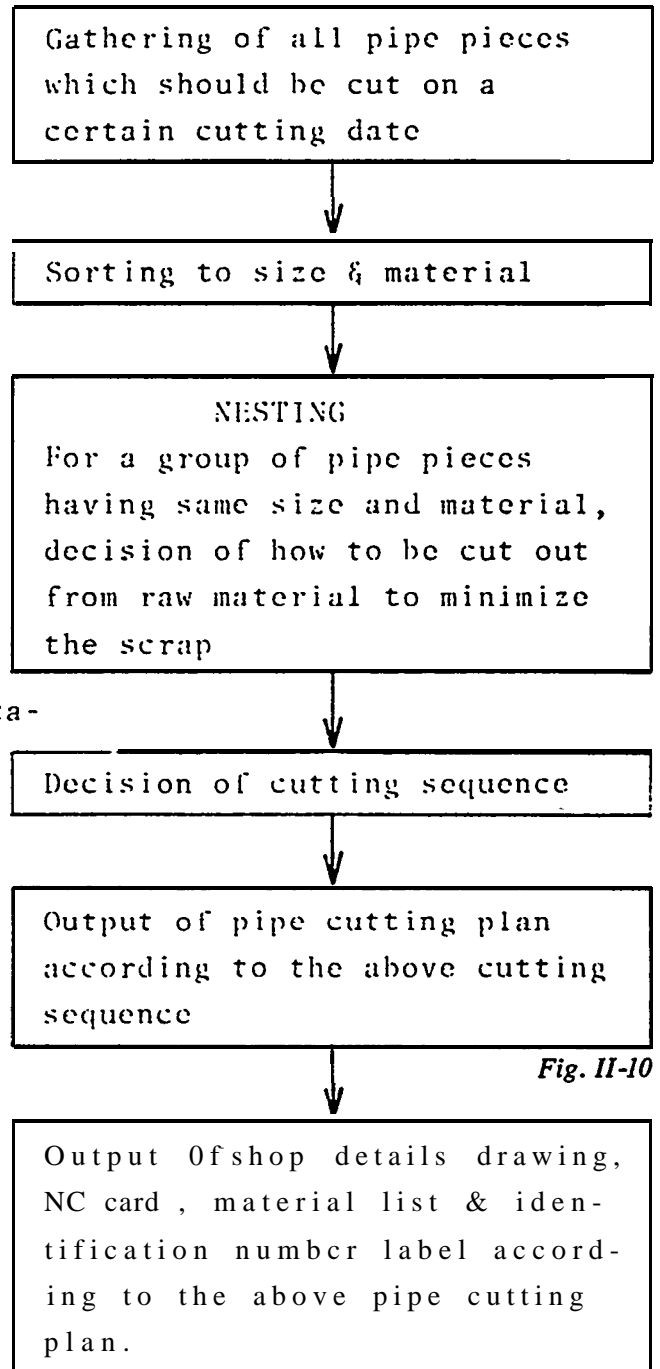 Gathering of all pipe pieces
which should be cut on a
certain cutting date
Sorting to size & material
NESTING
For a group of pipe pieces
having same size and material,
decision of how to be cut out
from raw material to minimize
the scrap
ta-
Decision of cutting sequence
Output of pipe cutting plan
according to the above cutting
sequence
Fig. II-10
Output Of shop details drawing,
NC card , material list & iden-
tification number label accord-
ing to the above pipe cutting
plan.